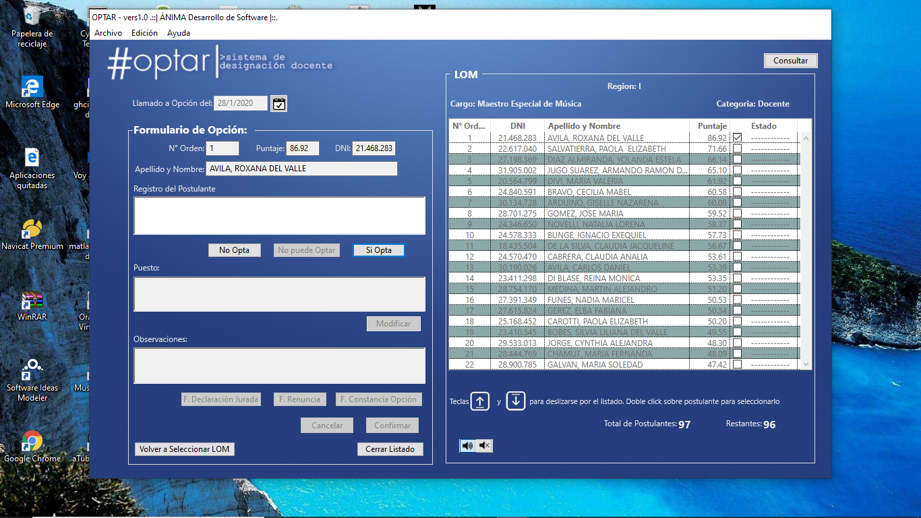 OPTAR - vers1.0 .::| ÁNIMA Desarrollo de Software |::.
Archivo Edición Ayuda
#optar >sistema de designación docente
Llamado a Opción del: 28/1/2020
Formulario de Opción:
N° Orden: 1 Puntaje: 86.92 DNI: 21.468.283
Apellido y Nombre: AVILA, ROXANA DEL VALLE
Registro del Postulante
No Opta No puede Optar Si Opta
Puesto:
Modificar
Observaciones:
F. Declaración Jurada F. Renuncia F. Constancia Opción
Cancelar Confirmar
Volver a Seleccionar LOM Cerrar Listado
Consultar
LOM
Region: I
Cargo: Maestro Especial de Música Categoria: Docente
N° Ord... DNI Apellido y Nombre Puntaje Estado
1 21.468.283 AVILA, ROXANA DEL VALLE 86.92 ------------
2 22.617.040 SALVATIERRA, PAOLA ELIZABETH 71.66 ------------
3 27.198.369 DIAZ ALMIRANDA, YOLANDA ESTELA 66.14 ------------
4 31.905.002 JUGO SUAREZ, ARMANDO RAMON D... 65.10 ------------
5 20.564.799 DIVI, MARIA VALERIA 61.92 ------------
6 24.840.591 BRAVO, CECILIA MABEL 60.58 ------------
7 30.134.728 ARDUINO, GISELLE NAZARENA 60.08 ------------
8 28.701.275 GOMEZ, JOSE MARIA 59.52 ------------
9 24.346.650 NOVELLI, NATALIA LORENA 58.37 ------------
10 24.578.333 BUNGE, IGNACIO EXEQUIEL 57.73 ------------
11 18.435.504 DE LA SILVA, CLAUDIA JACQUELINE 56.67 ------------
12 24.570.470 CABRERA, CLAUDIA ANALIA 53.61 ------------
13 30.190.026 AVILA, CARLOS DANIEL 53.39 ------------
14 23.411.298 DI BLASE, REINA MONICA 53.35 ------------
15 28.754.170 MEDINA, MARTIN ALEJANDRO 51.20 ------------
16 27.391.349 FUNES, NADIA MARICEL 50.53 ------------
17 27.615.824 GEREZ, ELBA FABIANA 50.34 ------------
18 25.168.452 CAROTTI, PAOLA ELIZABETH 50.20 ------------
19 23.410.545 BOBES, SILVIA LILIANA DEL VALLE 49.55 ------------
20 29.533.013 JORGE, CYNTHIA ALEJANDRA 48.30 ------------
21 28.444.769 CHAMUT, MARIA FERNANDA 48.09 ------------
22 28.900.785 GALVAN, MARIA SOLEDAD 47.42 ------------
Teclas y para deslizarse por el listado. Doble click sobre postulante para seleccionarlo
Total de Postulantes: 97 Restantes: 96
Papelera de reciclaje
Microsoft Edge
Aplicaciones quitadas
Navicat Premium
WinRAR
Software Ideas Modeler
Google Chrome